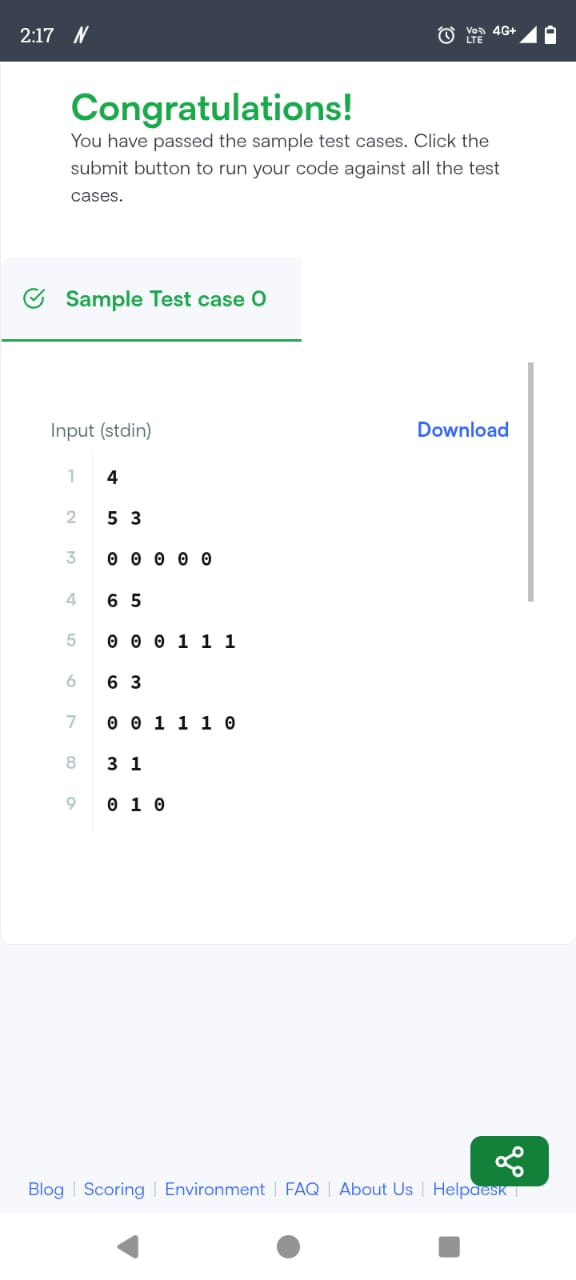 2:17 N Vo LTE 4G+
Congratulations!
You have passed the sample test cases. Click the
submit button to run your code against all the test
cases.
Sample Test case 0
Input (stdin) Download
1 4
2 5 3
3 0 0 0 0 0
4 6 5
5 0 0 0 1 1 1
6 6 3
7 0 0 1 1 1 0
8 3 1
9 0 1 0
Blog | Scoring | Environment | FAQ | About Us | Helpdesk |